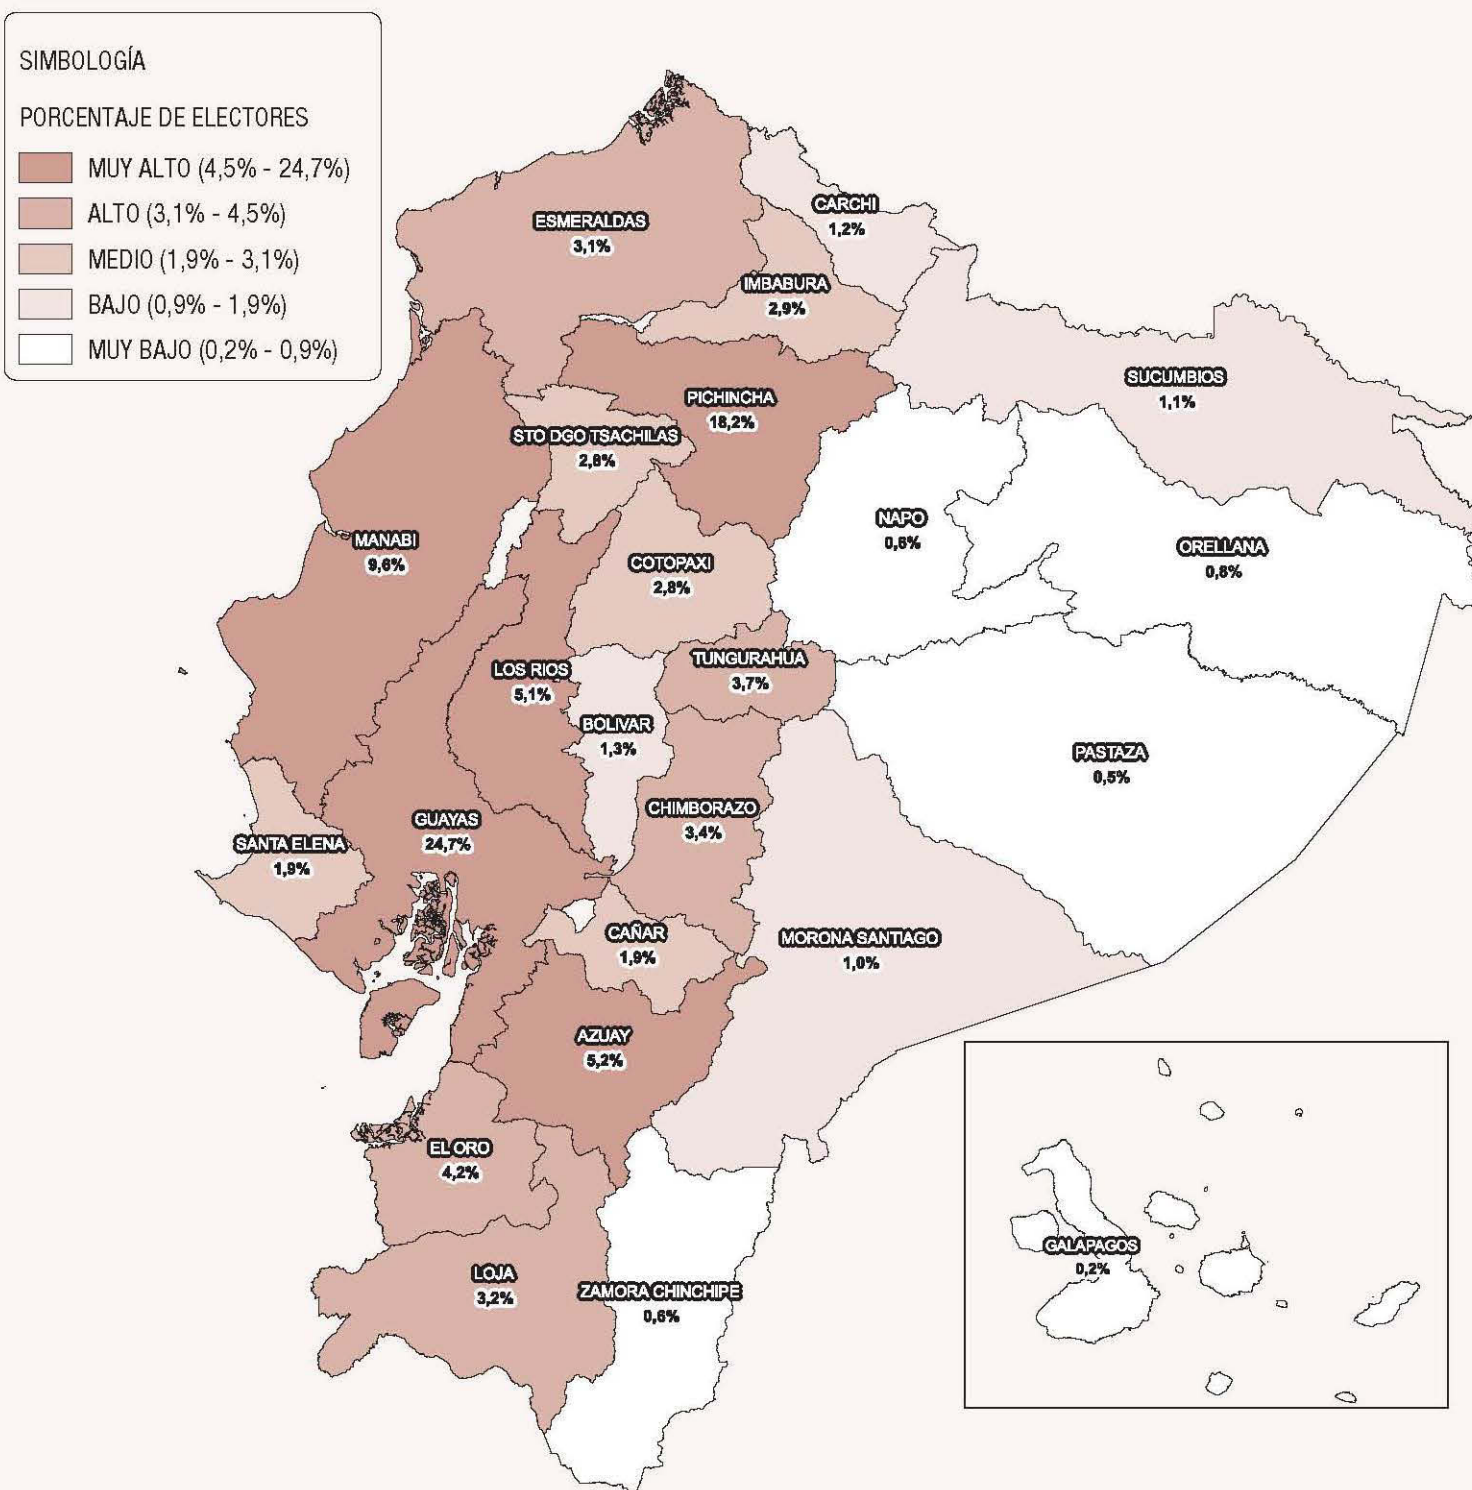 SIMBOLOGÍA
PORCENTAJE DE ELECTORES
MUY ALTO (4,5% - 24,7%)
ALTO (3,1% - 4,5%)
MEDIO (1,9% - 3,1%)
BAJO (0,9% - 1,9%)
MUY BAJO (0,2% - 0,9%)
CARCHI
1,2%
ESMERALDAS
3,1%
IMBABURA
2,9%
SUCUMBIOS
1,1%
PICHINCHA
18,2%
STO DGO TSACHILAS
2,8%
NAPO
0,6%
MANABI
9,6%
ORELLANA
0,8%
COTOPAXI
2,8%
TUNGURAHUA
3,7%
LOS RIOS
5,1%
BOLIVAR
1,3%
PASTAZA
0,5%
CHIMBORAZO
3,4%
GUAYAS
24,7%
SANTA ELENA
1,9%
CAÑAR
1,9%
MORONA SANTIAGO
1,0%
AZUAY
5,2%
EL ORO
4,2%
GALAPAGOS
0,2%
LOJA
3,2%
ZAMORA CHINCHIPE
0,6%